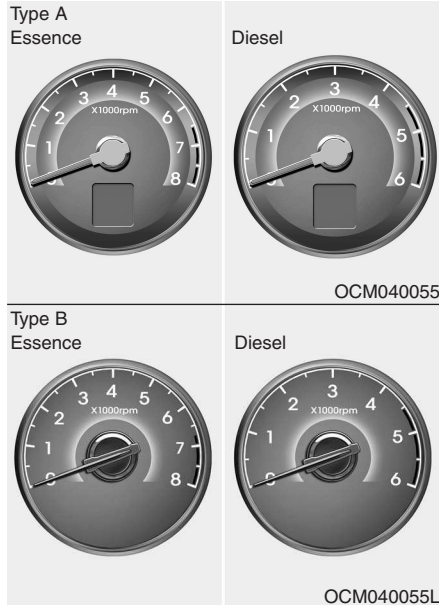 Type A
Essence
Diesel
1 2 3 4 5 6 7 8
X1000rpm
1 2 3 4 5 6
X1000rpm
OCM040055
Type B
Essence
Diesel
0 1 2 3 4 5 6 7 8
X1000rpm
0 1 2 3 4 5 6
X1000rpm
OCM040055L